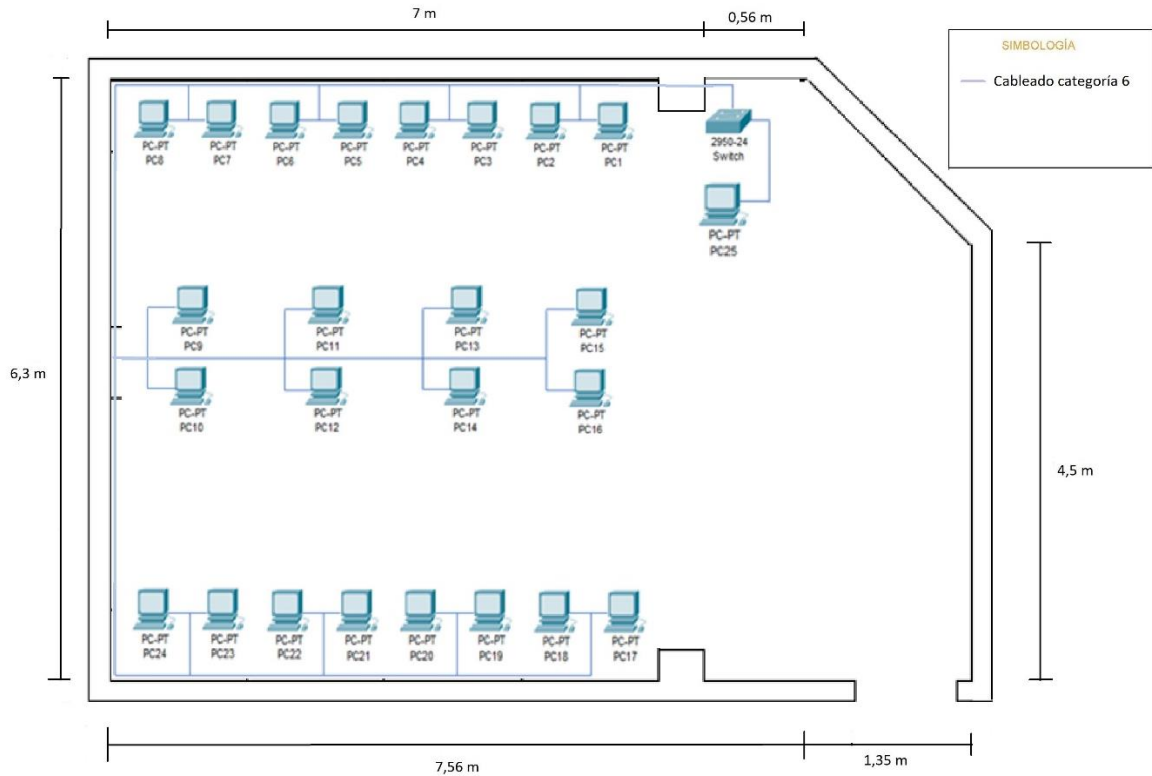 7 m
0,56 m
SIMBOLOGÍA
Cableado categoría 6
PC-PT
PC8
PC-PT
PC7
PC-PT
PC6
PC-PT
PC5
PC-PT
PC4
PC-PT
PC3
PC-PT
PC2
PC-PT
PC1
2950-24
Switch
PC-PT
PC25
PC-PT
PC9
PC-PT
PC11
PC-PT
PC13
PC-PT
PC15
6,3 m
PC-PT
PC10
PC-PT
PC12
PC-PT
PC14
PC-PT
PC16
4,5 m
PC-PT
PC24
PC-PT
PC23
PC-PT
PC22
PC-PT
PC21
PC-PT
PC20
PC-PT
PC19
PC-PT
PC18
PC-PT
PC17
7,56 m
1,35 m